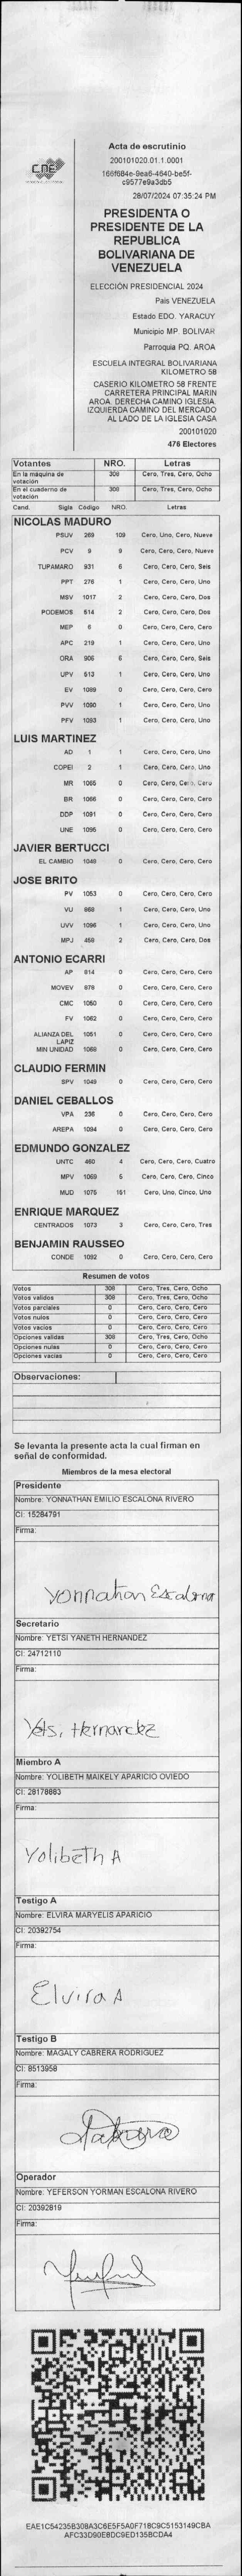 CNE
Acta de escrutinio
200101020.01.1.0001
166f684e-9ea6-4640-be5f-
c9577e9a3db5
28/07/2024 07:35:24 PM
PRESIDENTA O
PRESIDENTE DE LA
REPUBLICA
BOLIVARIANA DE
VENEZUELA
ELECCIÓN PRESIDENCIAL 2024
País VENEZUELA
Estado EDO. YARACUY
Municipio MP. BOLIVAR
Parroquia PQ. AROA
ESCUELA INTEGRAL BOLIVARIANA
KILOMETRO 58
CASERIO KILOMETRO 58 FRENTE
CARRETERA PRINCIPAL MARIN
AROA. DERECHA CAMINO IGLESIA.
IZQUIERDA CAMINO DEL MERCADO
AL LADO DE LA IGLESIA CASA
200101020
476 Electores
Votantes NRO. Letras
En la máquina de votación 308 Cero, Tres, Cero, Ocho
En el cuaderno de votación 308 Cero, Tres, Cero, Ocho
Cand. Sigla Código NRO. Letras
NICOLAS MADURO
PSUV 269 109 Cero, Uno, Cero, Nueve
PCV 9 9 Cero, Cero, Cero, Nueve
TUPAMARO 931 6 Cero, Cero, Cero, Seis
PPT 276 1 Cero, Cero, Cero, Uno
MSV 1017 2 Cero, Cero, Cero, Dos
PODEMOS 514 2 Cero, Cero, Cero, Dos
MEP 6 0 Cero, Cero, Cero, Cero
APC 219 1 Cero, Cero, Cero, Uno
ORA 906 6 Cero, Cero, Cero, Seis
UPV 513 1 Cero, Cero, Cero, Uno
EV 1089 0 Cero, Cero, Cero, Cero
PVV 1090 1 Cero, Cero, Cero, Uno
PFV 1093 1 Cero, Cero, Cero, Uno
LUIS MARTINEZ
AD 1 1 Cero, Cero, Cero, Uno
COPEI 2 1 Cero, Cero, Cero, Uno
MR 1065 0 Cero, Cero, Cero, Cero
BR 1066 0 Cero, Cero, Cero, Cero
DDP 1091 0 Cero, Cero, Cero, Cero
UNE 1095 0 Cero, Cero, Cero, Cero
JAVIER BERTUCCI
EL CAMBIO 1048 0 Cero, Cero, Cero, Cero
JOSE BRITO
PV 1053 0 Cero, Cero, Cero, Cero
VU 868 1 Cero, Cero, Cero, Uno
UVV 1096 1 Cero, Cero, Cero, Uno
MPJ 458 2 Cero, Cero, Cero, Dos
ANTONIO ECARRI
AP 814 0 Cero, Cero, Cero, Cero
MOVEV 878 0 Cero, Cero, Cero, Cero
CMC 1050 0 Cero, Cero, Cero, Cero
FV 1062 0 Cero, Cero, Cero, Cero
ALIANZA DEL LAPIZ 1051 0 Cero, Cero, Cero, Cero
MIN UNIDAD 1068 0 Cero, Cero, Cero, Cero
CLAUDIO FERMIN
SPV 1049 0 Cero, Cero, Cero, Cero
DANIEL CEBALLOS
VPA 236 0 Cero, Cero, Cero, Cero
AREPA 1094 0 Cero, Cero, Cero, Cero
EDMUNDO GONZALEZ
UNTC 460 4 Cero, Cero, Cero, Cuatro
MPV 1069 5 Cero, Cero, Cero, Cinco
MUD 1075 151 Cero, Uno, Cinco, Uno
ENRIQUE MARQUEZ
CENTRADOS 1073 3 Cero, Cero, Cero, Tres
BENJAMIN RAUSSEO
CONDE 1092 0 Cero, Cero, Cero, Cero
Resumen de votos
Votos 308 Cero, Tres, Cero, Ocho
Votos validos 308 Cero, Tres, Cero, Ocho
Votos parciales 0 Cero, Cero, Cero, Cero
Votos nulos 0 Cero, Cero, Cero, Cero
Votos vacios 0 Cero, Cero, Cero, Cero
Opciones validas 308 Cero, Tres, Cero, Ocho
Opciones nulas 0 Cero, Cero, Cero, Cero
Opciones vacias 0 Cero, Cero, Cero, Cero
Observaciones:
Se levanta la presente acta la cual firman en
señal de conformidad.
Miembros de la mesa electoral
Presidente
Nombre: YONNATHAN EMILIO ESCALONA RIVERO
CI: 15284791
Firma:
Yonnathan Escalona
Secretario
Nombre: YETSI YANETH HERNANDEZ
CI: 24712110
Firma:
Yets, Hernandez
Miembro A
Nombre: YOLIBETH MAIKELY APARICIO OVIEDO
CI: 28178883
Firma:
Yolibeth A
Testigo A
Nombre: ELVIRA MARYELIS APARICIO
CI: 20392754
Firma:
Elvira A
Testigo B
Nombre: MAGALY CABRERA RODRIGUEZ
CI: 8513958
Firma:
Operador
Nombre: YEFERSON YORMAN ESCALONA RIVERO
CI: 20392819
Firma:
EAE1C54235B308A3C6E5F5A0F718C9C5153149CBA
AFC33D90E8DC9ED135BCDA4